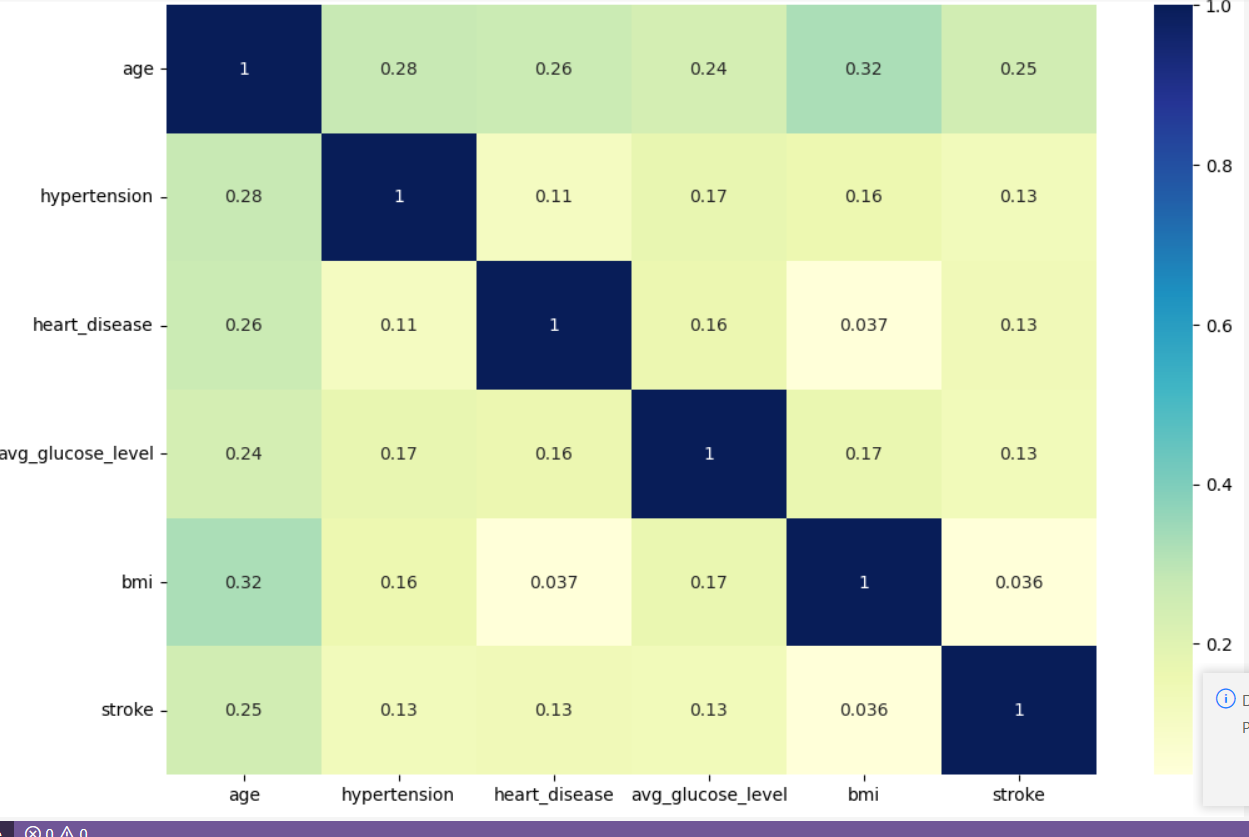 1.0
age 1 0.28 0.26 0.24 0.32 0.25
0.8
hypertension 0.28 1 0.11 0.17 0.16 0.13
heart_disease 0.26 0.11 1 0.16 0.037 0.13
0.6
avg_glucose_level 0.24 0.17 0.16 1 0.17 0.13
0.4
bmi 0.32 0.16 0.037 0.17 1 0.036
0.2
stroke 0.25 0.13 0.13 0.13 0.036 1
age hypertension heart_disease avg_glucose_level bmi stroke
0 0